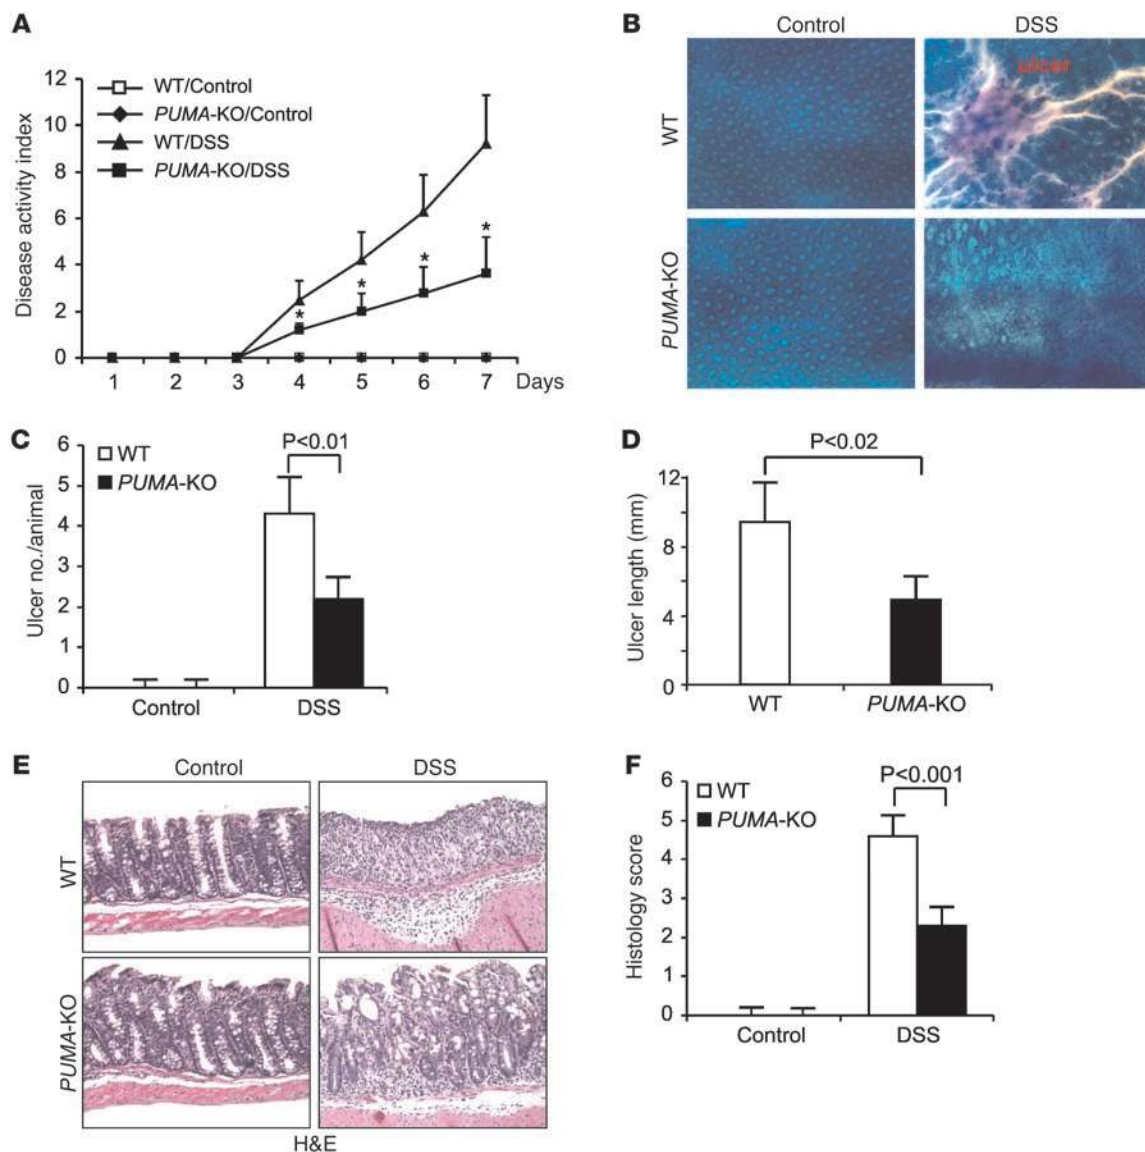 A
Disease activity index
12
10
8
6
4
2
0
WT/Control
PUMA-KO/Control
WT/DSS
PUMA-KO/DSS
*
*
*
*
1 2 3 4 5 6 7 Days
B
Control DSS
WT
PUMA-KO
ulcer
C
Ulcer no./animal
6
5
4
3
2
1
0
WT
PUMA-KO
P<0.01
Control DSS
D
Ulcer length (mm)
12
8
4
0
P<0.02
WT PUMA-KO
E
Control DSS
WT
PUMA-KO
H&E
F
Histology score
6
5
4
3
2
1
0
WT
PUMA-KO
P<0.001
Control DSS